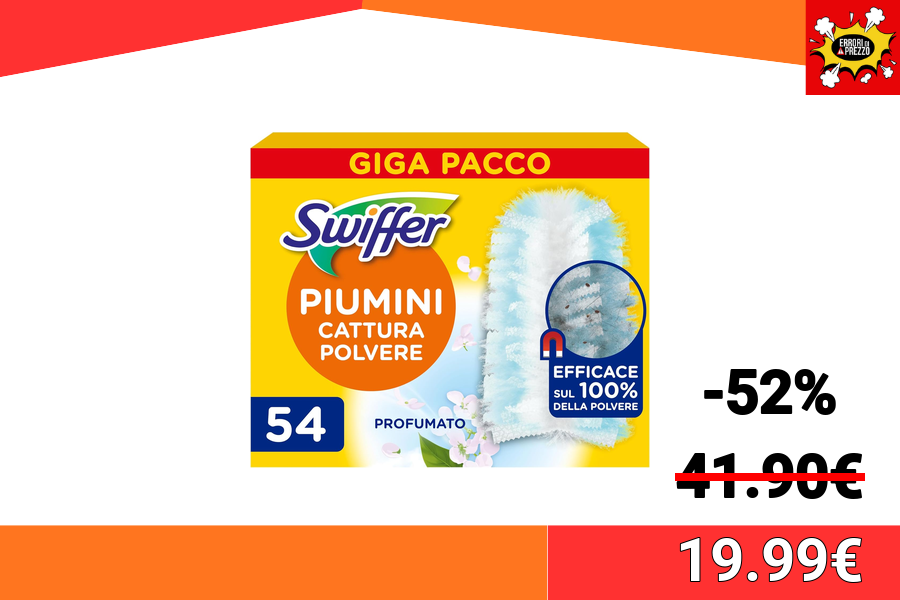 ERRORI DI
PREZZO
GIGA PACCO
Swiffer
PIUMINI
CATTURA
POLVERE
EFFICACE
SUL 100%
DELLA POLVERE
54
PROFUMATO
-52%
41.90€
19.99€